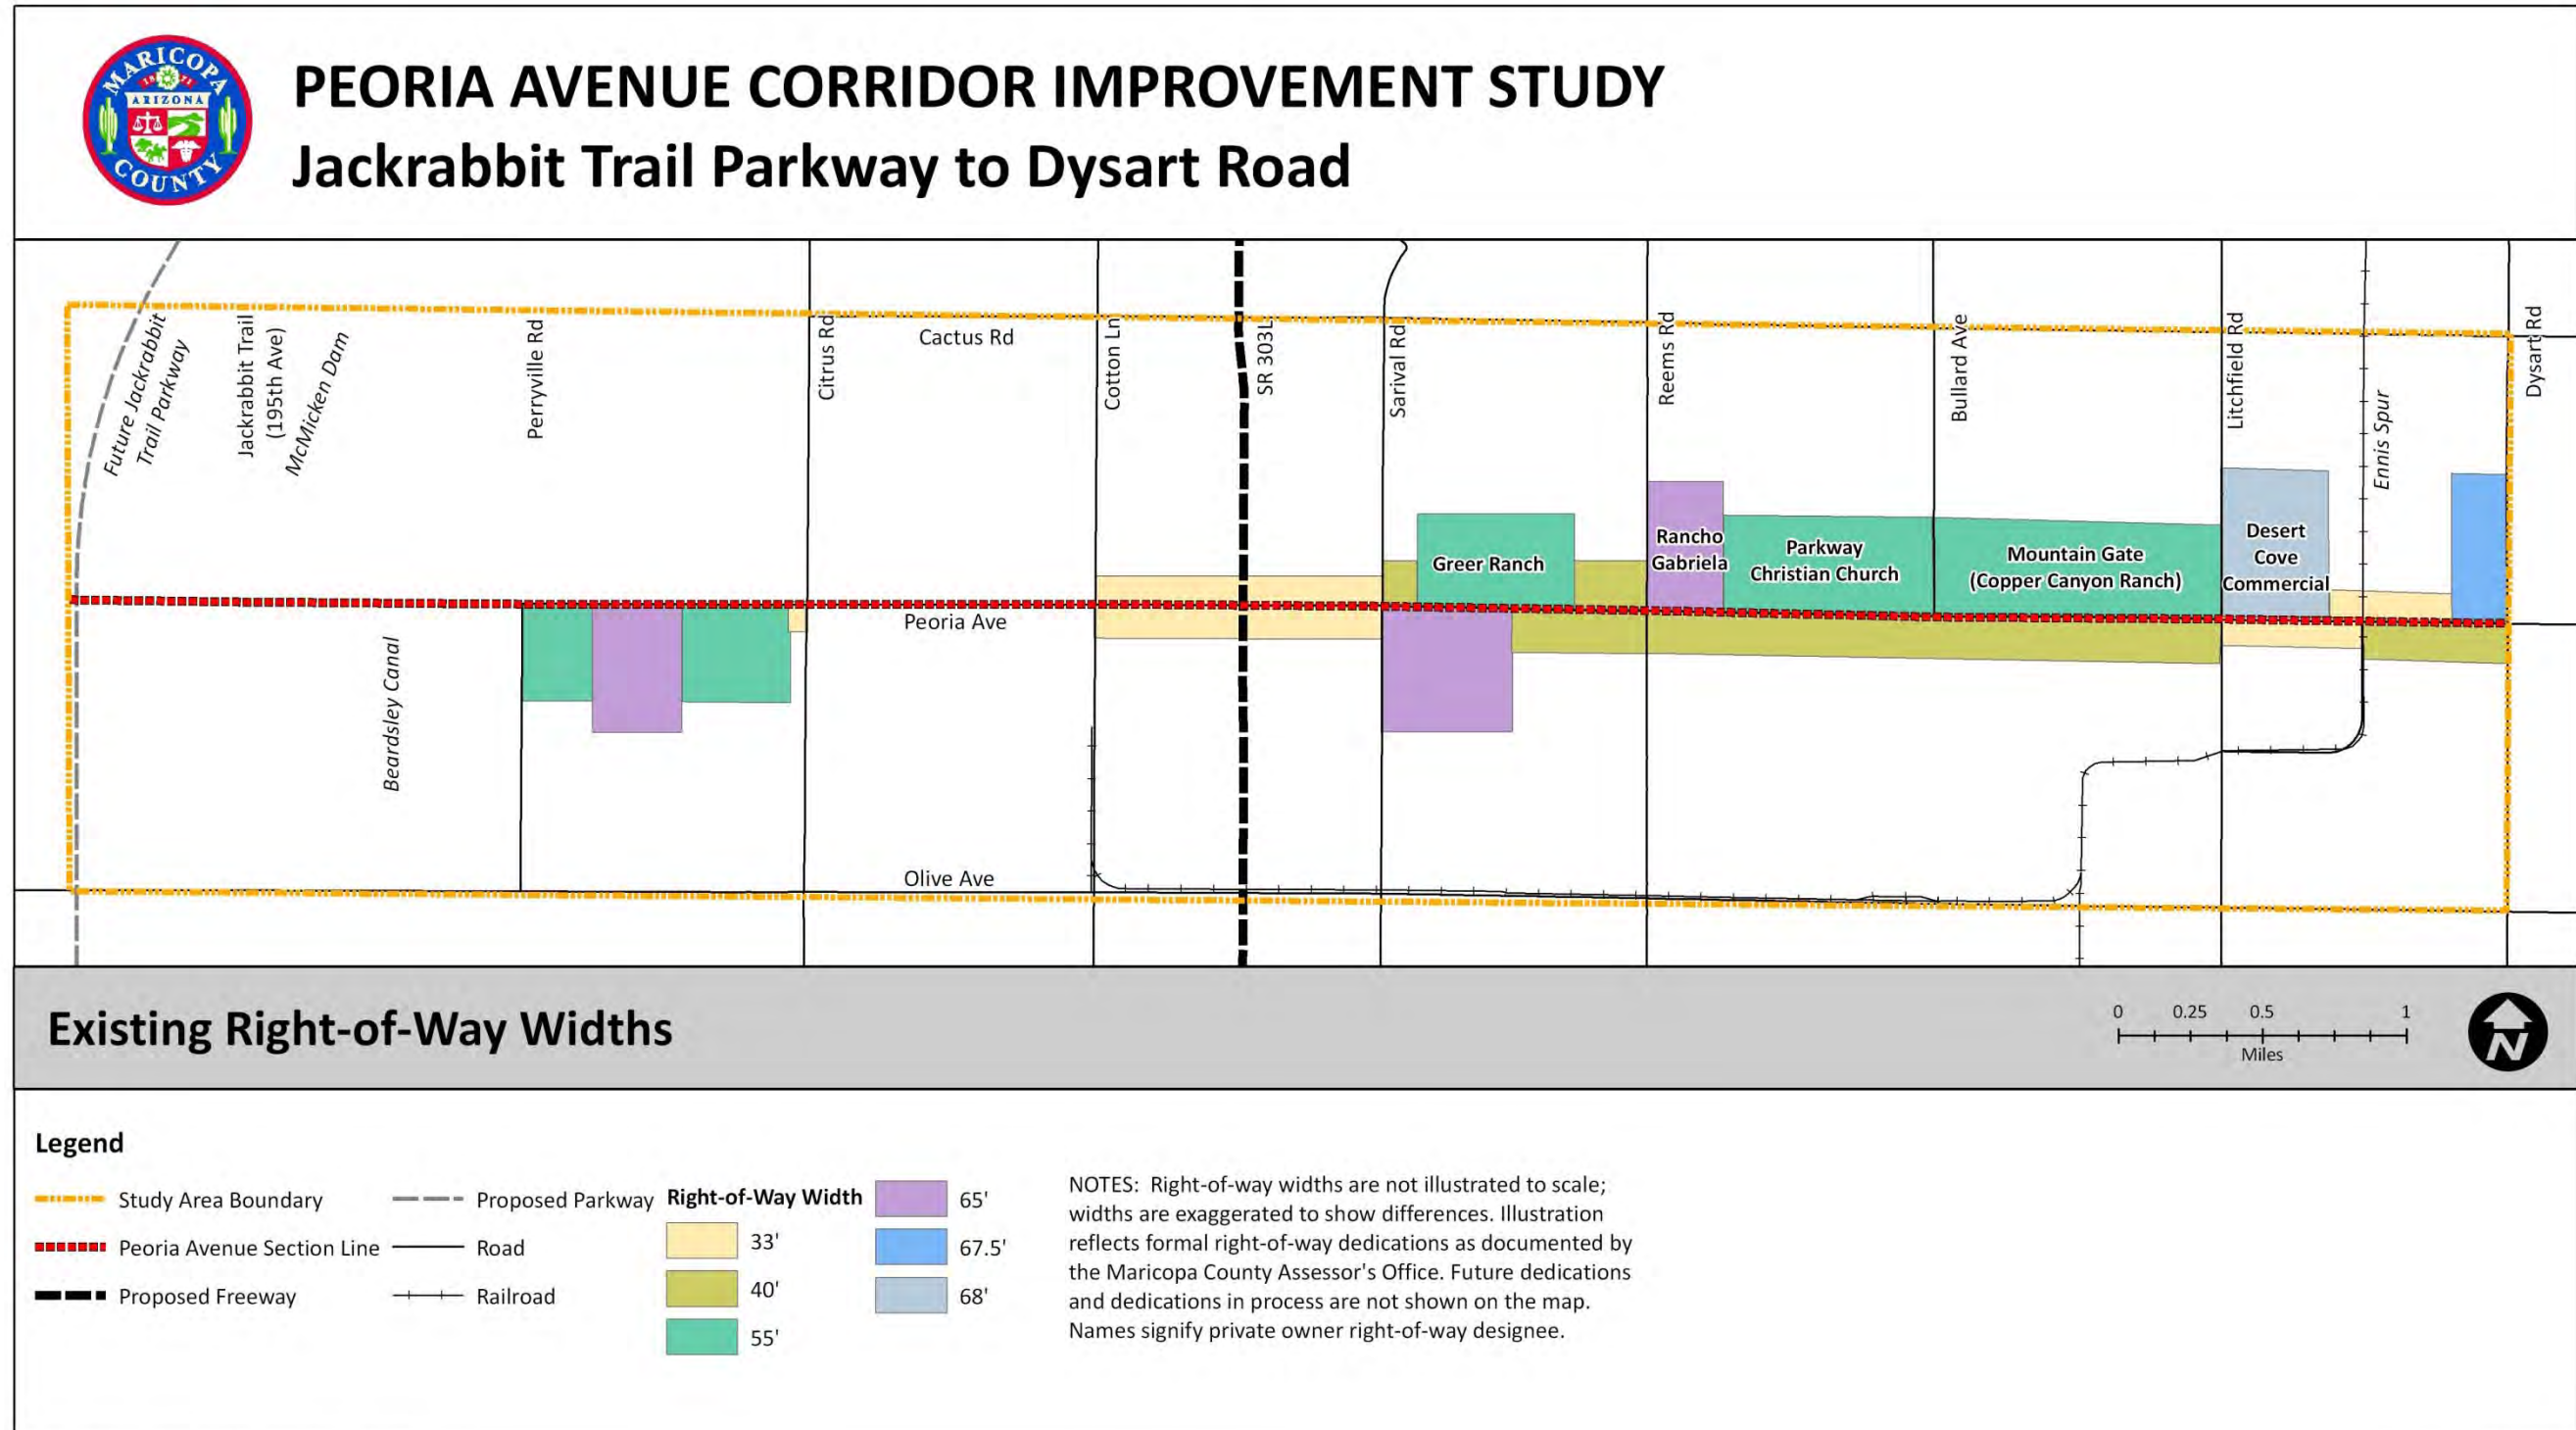 MARICOPA
18 71
ARIZONA
COUNTY
PEORIA AVENUE CORRIDOR IMPROVEMENT STUDY
Jackrabbit Trail Parkway to Dysart Road
Future Jackrabbit
Trail Parkway
Jackrabbit Trail
(195th Ave)
McMicken Dam
Perryville Rd
Citrus Rd
Cactus Rd
Cotton Ln
SR 303L
Sarival Rd
Reems Rd
Bullard Ave
Litchfield Rd
Ennis Spur
Dysart Rd
Greer Ranch
Rancho
Gabriela
Parkway
Christian Church
Mountain Gate
(Copper Canyon Ranch)
Desert
Cove
Commercial
Peoria Ave
Beardsley Canal
Olive Ave
Existing Right-of-Way Widths
0 0.25 0.5 1
Miles
N
Legend
Study Area Boundary
Peoria Avenue Section Line
Proposed Freeway
Proposed Parkway
Road
Railroad
Right-of-Way Width
33'
40'
55'
65'
67.5'
68'
NOTES: Right-of-way widths are not illustrated to scale;
widths are exaggerated to show differences. Illustration
reflects formal right-of-way dedications as documented by
the Maricopa County Assessor's Office. Future dedications
and dedications in process are not shown on the map.
Names signify private owner right-of-way designee.